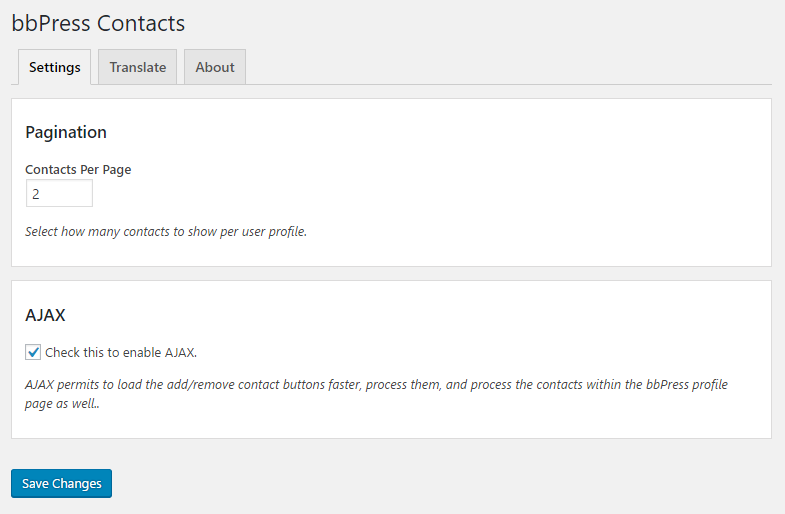 bbPress Contacts
Settings
Translate
About
Pagination
Contacts Per Page
2
Select how many contacts to show per user profile.
AJAX
Check this to enable AJAX.
AJAX permits to load the add/remove contact buttons faster, process them, and process the contacts within the bbPress profile
page as well..
Save Changes